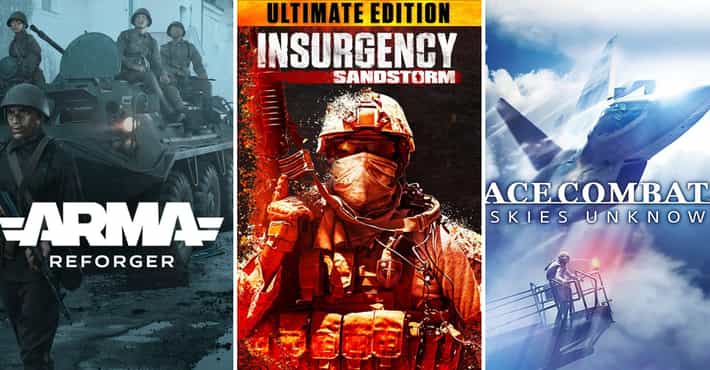 ARMA
REFORGER
ULTIMATE EDITION
INSURGENCY
SANDSTORM
ACE COMBAT
SKIES UNKNOW